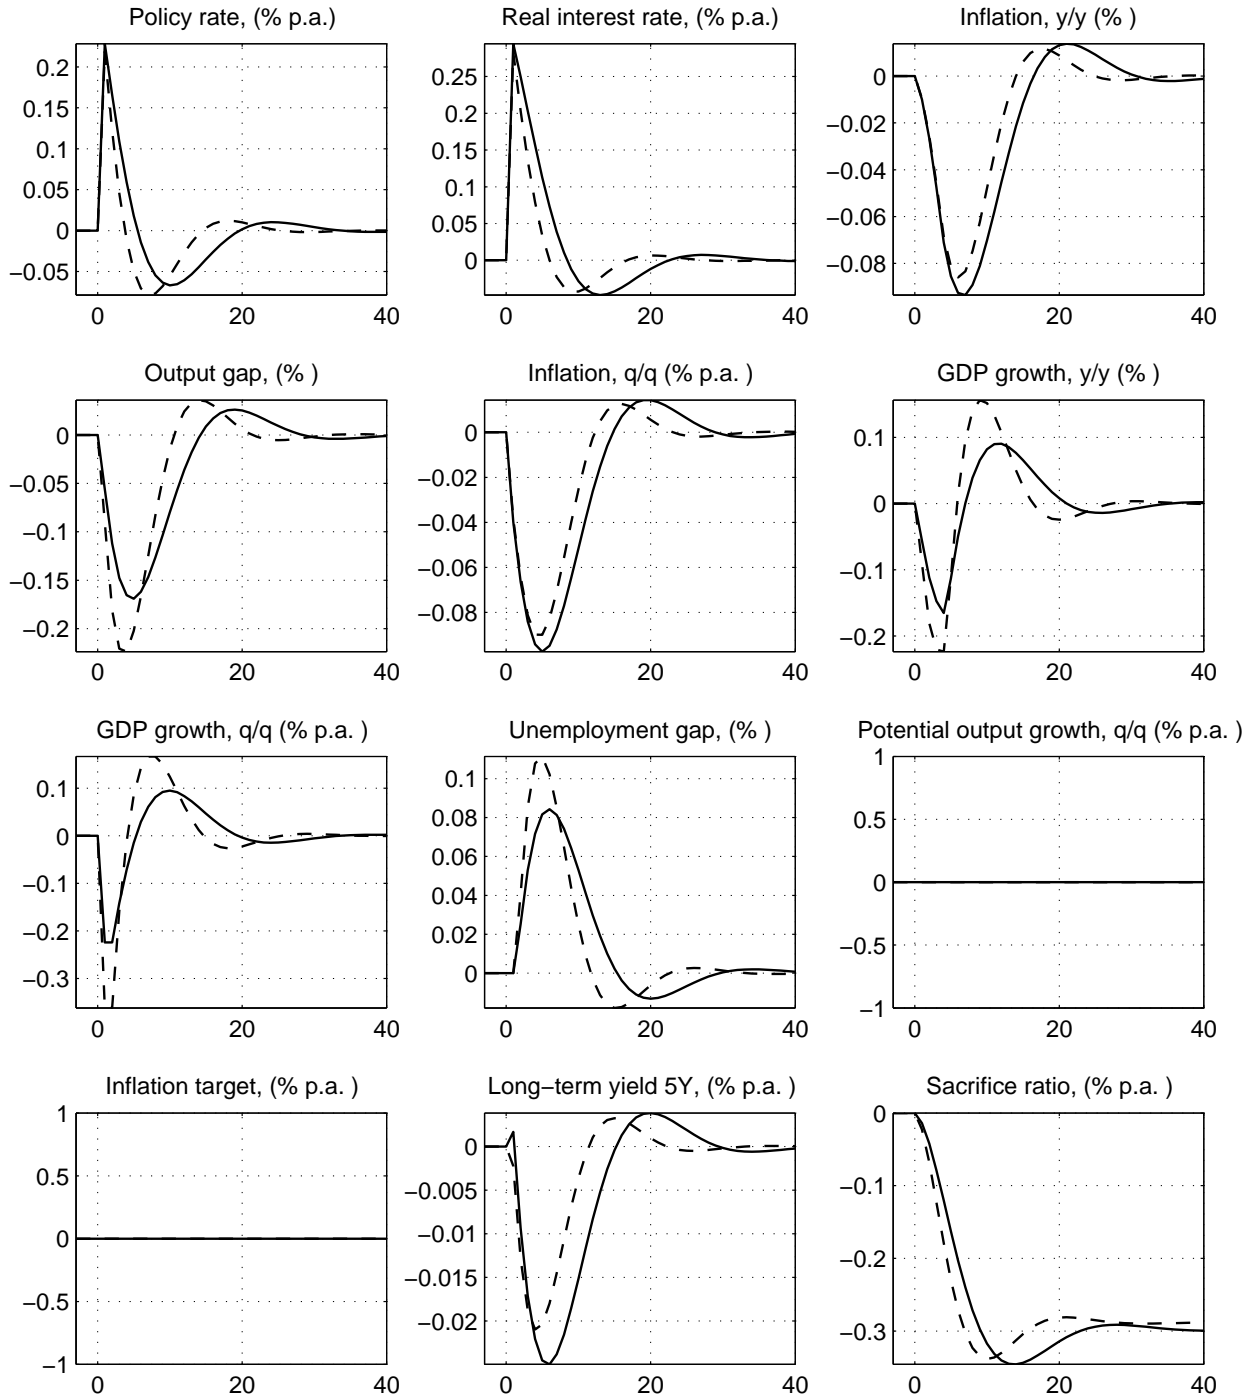 Policy rate, (% p.a.)
0.2
0.15
0.1
0.05
0
−0.05
0 20 40
Real interest rate, (% p.a.)
0.25
0.2
0.15
0.1
0.05
0
0 20 40
Inflation, y/y (% )
0
−0.02
−0.04
−0.06
−0.08
0 20 40
Output gap, (% )
0
−0.05
−0.1
−0.15
−0.2
0 20 40
Inflation, q/q (% p.a. )
0
−0.02
−0.04
−0.06
−0.08
0 20 40
GDP growth, y/y (% )
0.1
0
−0.1
−0.2
0 20 40
GDP growth, q/q (% p.a. )
0.1
0
−0.1
−0.2
−0.3
0 20 40
Unemployment gap, (% )
0.1
0.08
0.06
0.04
0.02
0
0 20 40
Potential output growth, q/q (% p.a. )
1
0.5
0
−0.5
−1
0 20 40
Inflation target, (% p.a. )
1
0.5
0
−0.5
−1
0 20 40
Long−term yield 5Y, (% p.a. )
0
−0.005
−0.01
−0.015
−0.02
0 20 40
Sacrifice ratio, (% p.a. )
0
−0.1
−0.2
−0.3
0 20 40